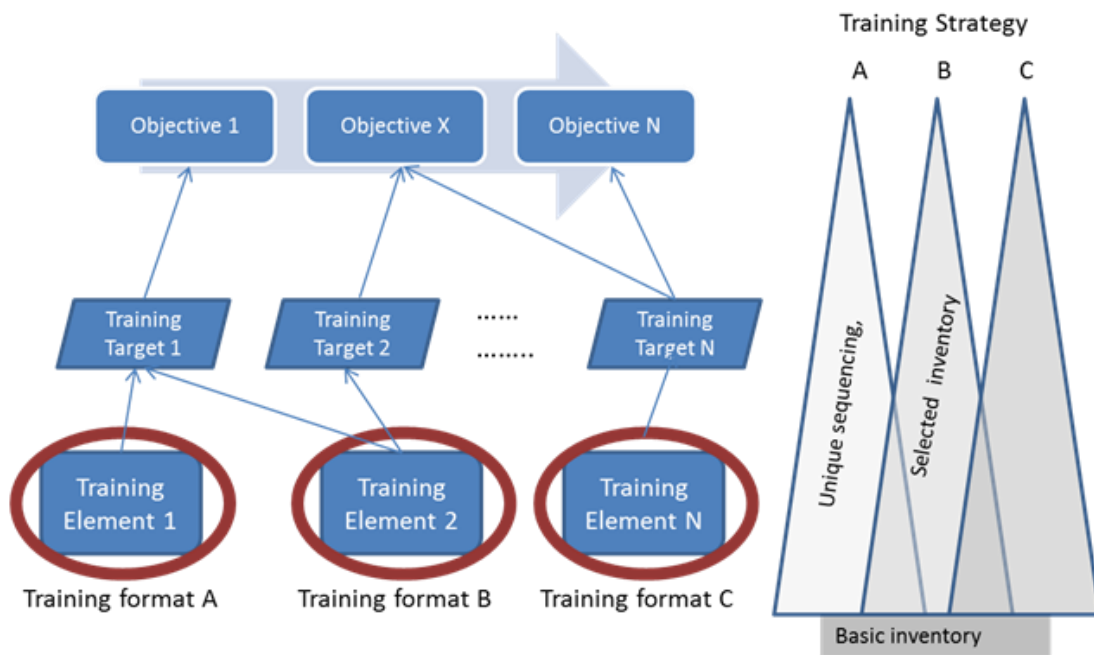 Training Strategy
A B C
Objective 1 Objective X Objective N
Training Target 1
Training Target 2
......
........
Training Target N
Unique sequencing,
Selected inventory
Training Element 1
Training Element 2
Training Element N
Training format A Training format B Training format C
Basic inventory